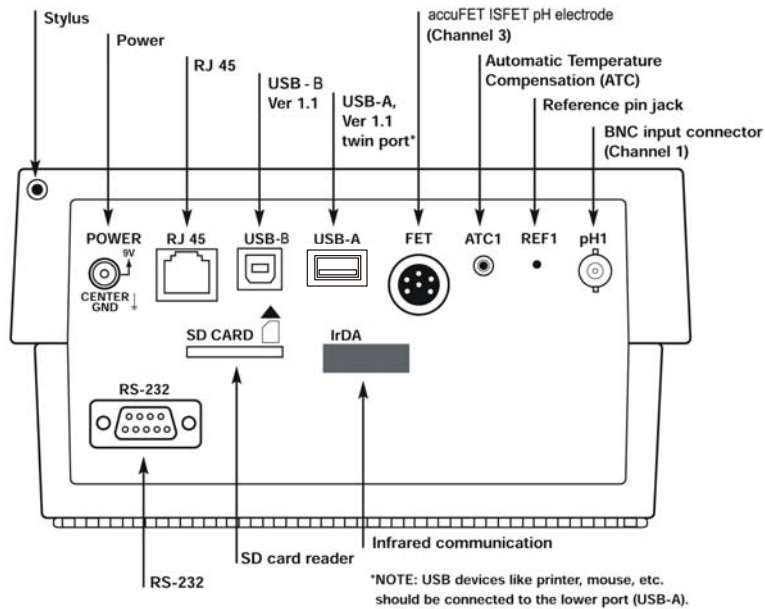 Stylus
Power
RJ 45
USB - B
Ver 1.1
USB-A,
Ver 1.1
twin port*
accuFET ISFET pH electrode
(Channel 3)
Automatic Temperature
Compensation (ATC)
Reference pin jack
BNC input connector
(Channel 1)
POWER
9V
CENTER
GND
RJ 45
USB-B
USB-A
FET
ATC1
REF1
pH1
SD CARD
IrDA
RS-232
Infrared communication
SD card reader
RS-232
*NOTE: USB devices like printer, mouse, etc.
should be connected to the lower port (USB-A).